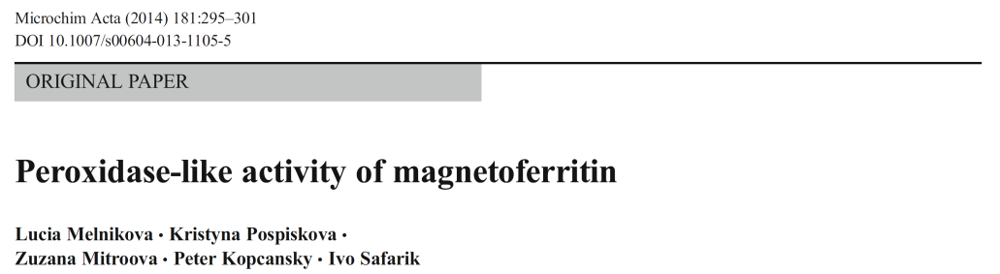 Microchim Acta (2014) 181:295–301
DOI 10.1007/s00604-013-1105-5
ORIGINAL PAPER
Peroxidase-like activity of magnetoferritin
Lucia Melnikova · Kristyna Pospiskova ·
Zuzana Mitroova · Peter Kopcansky · Ivo Safarik